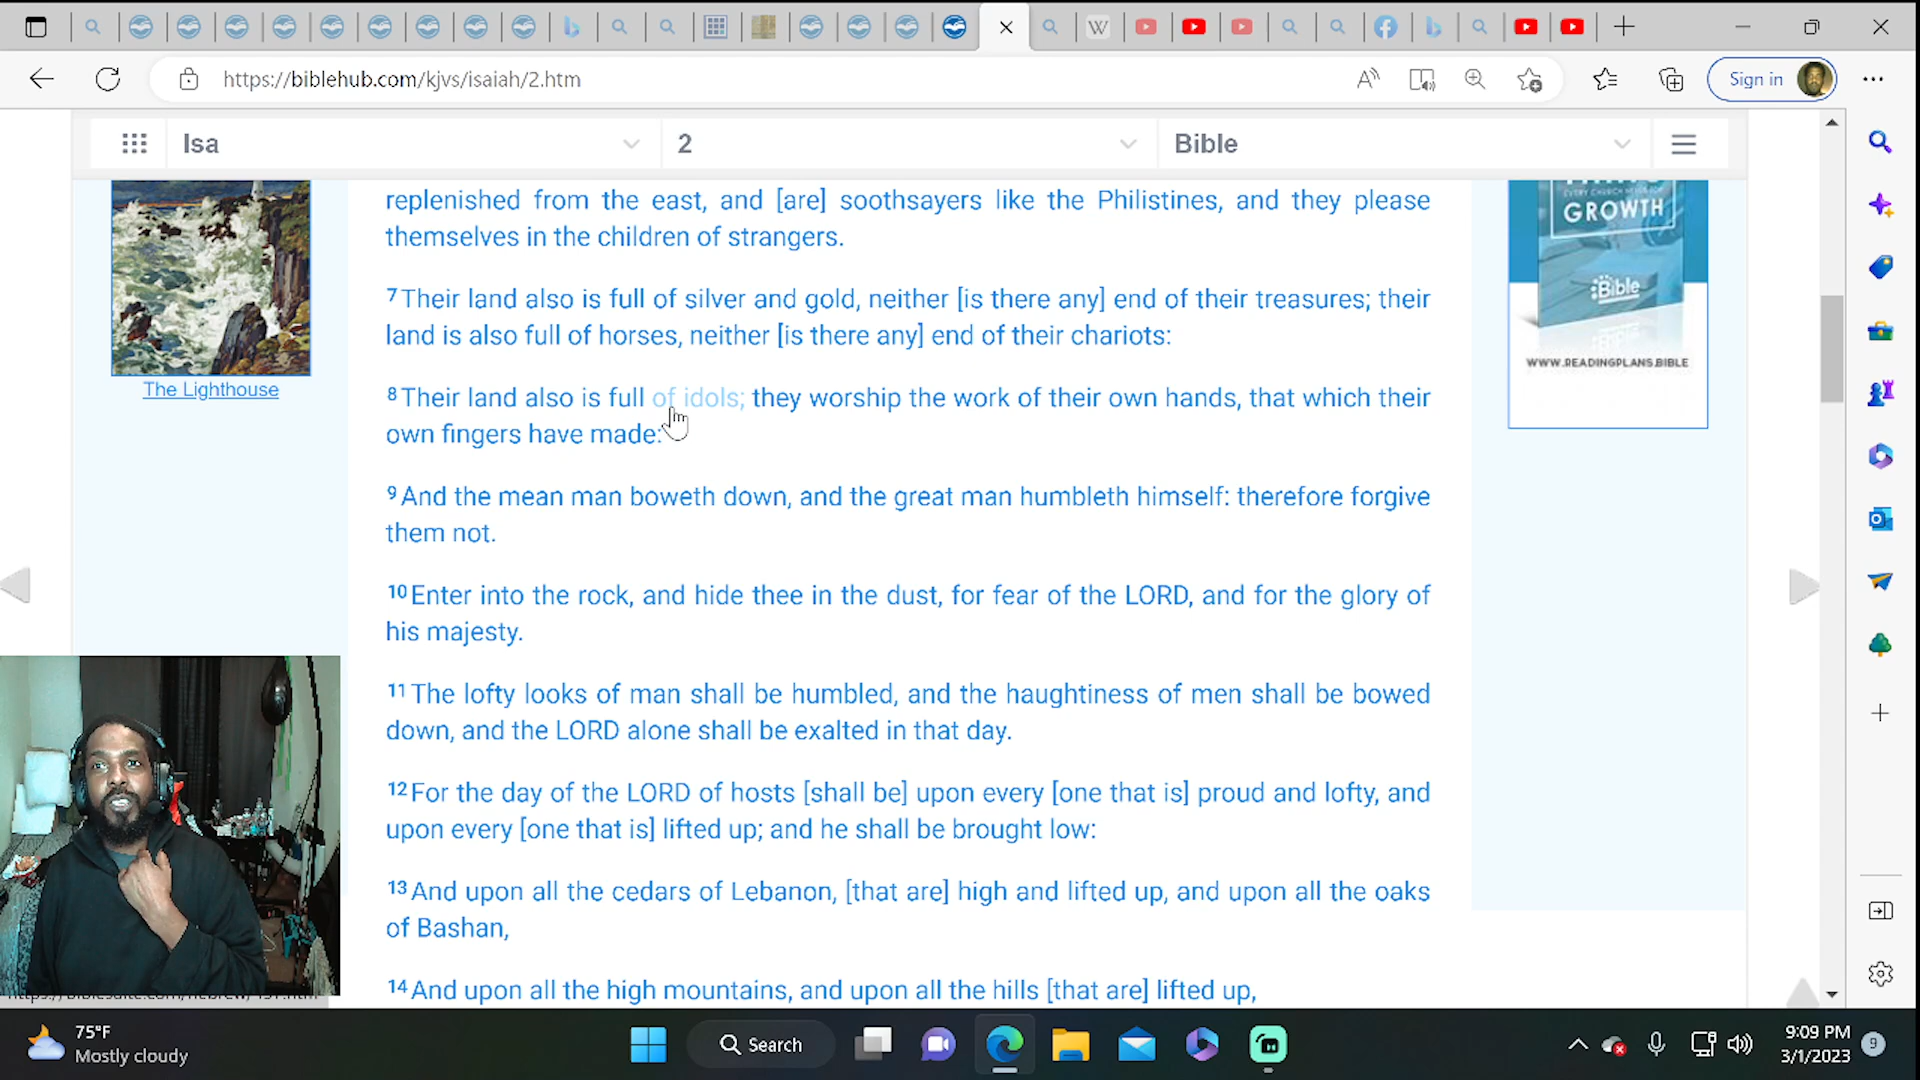 https://biblehub.com/kjvs/isaiah/2.htm
Sign in
Isa
2
Bible
replenished from the east, and [are] soothsayers like the Philistines, and they please
themselves in the children of strangers.
7 Their land also is full of silver and gold, neither [is there any] end of their treasures; their
land is also full of horses, neither [is there any] end of their chariots:
8 Their land also is full of idols; they worship the work of their own hands, that which their
own fingers have made:
9 And the mean man boweth down, and the great man humbleth himself: therefore forgive
them not.
10 Enter into the rock, and hide thee in the dust, for fear of the LORD, and for the glory of
his majesty.
11 The lofty looks of man shall be humbled, and the haughtiness of men shall be bowed
down, and the LORD alone shall be exalted in that day.
12 For the day of the LORD of hosts [shall be] upon every [one that is] proud and lofty, and
upon every [one that is] lifted up; and he shall be brought low:
13 And upon all the cedars of Lebanon, [that are] high and lifted up, and upon all the oaks
of Bashan,
14 And upon all the high mountains, and upon all the hills [that are] lifted up,
The Lighthouse
GROWTH
Bible
WWW.READINGPLANS.BIBLE
75°F
Mostly cloudy
Search
9:09 PM
3/1/2023
9